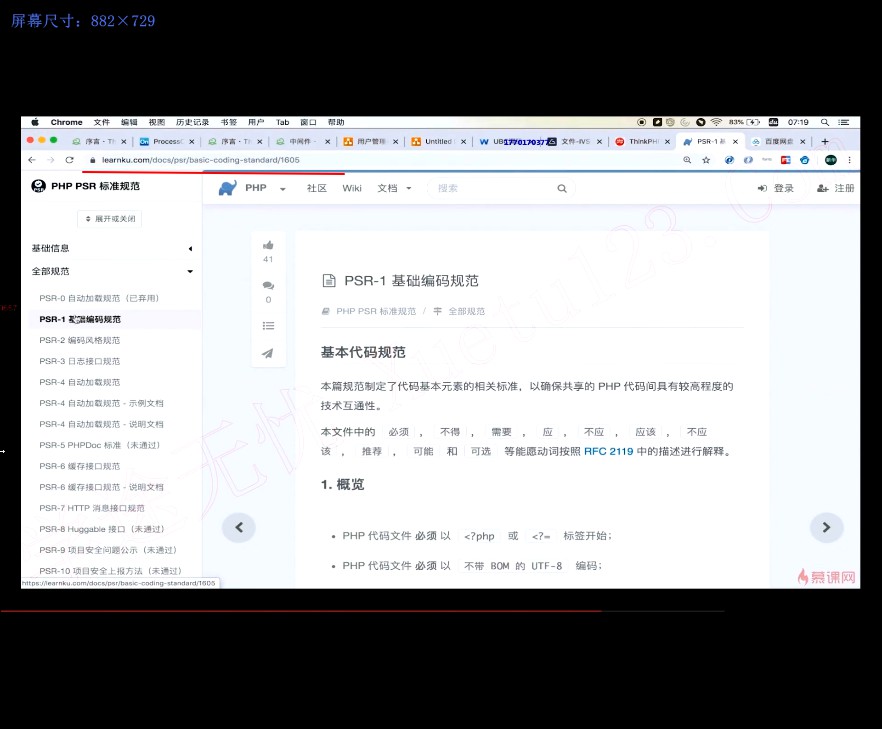 屏幕尺寸：882×729
Chrome 文件 编辑 视图 历史记录 书签 用户 Tab 窗口 帮助 83% 07:19
序言 - T 序言 - T 中间件 - 用户管理 Untitled 文件-IVS ThinkPH PSR-1 基 百度网盘
learnku.com/docs/psr/basic-coding-standard/1605
PHP PSR 标准规范
PHP 社区 Wiki 文档 搜索 登录 注册
展开或关闭
基础信息
全部规范
PSR-0 自动加载规范（已弃用）
PSR-1 基础编码规范
PSR-2 编码风格规范
PSR-3 日志接口规范
PSR-4 自动加载规范
PSR-4 自动加载规范 - 示例文档
PSR-4 自动加载规范 - 说明文档
PSR-5 PHPDoc 标准（未通过）
PSR-6 缓存接口规范
PSR-6 缓存接口规范 - 说明文档
PSR-7 HTTP 消息接口规范
PSR-8 Huggable 接口（未通过）
PSR-9 项目安全问题公示（未通过）
PSR-10 项目安全上报方法（未通过）
https://learnku.com/docs/psr/basic-coding-standard/1605
41
0
PSR-1 基础编码规范
PHP PSR 标准规范 / 全部规范
基本代码规范
本篇规范制定了代码基本元素的相关标准，以确保共享的 PHP 代码间具有较高程度的
技术互通性。
本文件中的 必须 ， 不得 ， 需要 ， 应 ， 不应 ， 应该 ， 不应
该 ， 推荐 ， 可能 和 可选 等能愿动词按照 RFC 2119 中的描述进行解释。
1. 概览
• PHP 代码文件 必须 以 <?php 或 <?= 标签开始；
• PHP 代码文件 必须 以 不带 BOM 的 UTF-8 编码；
慕课网